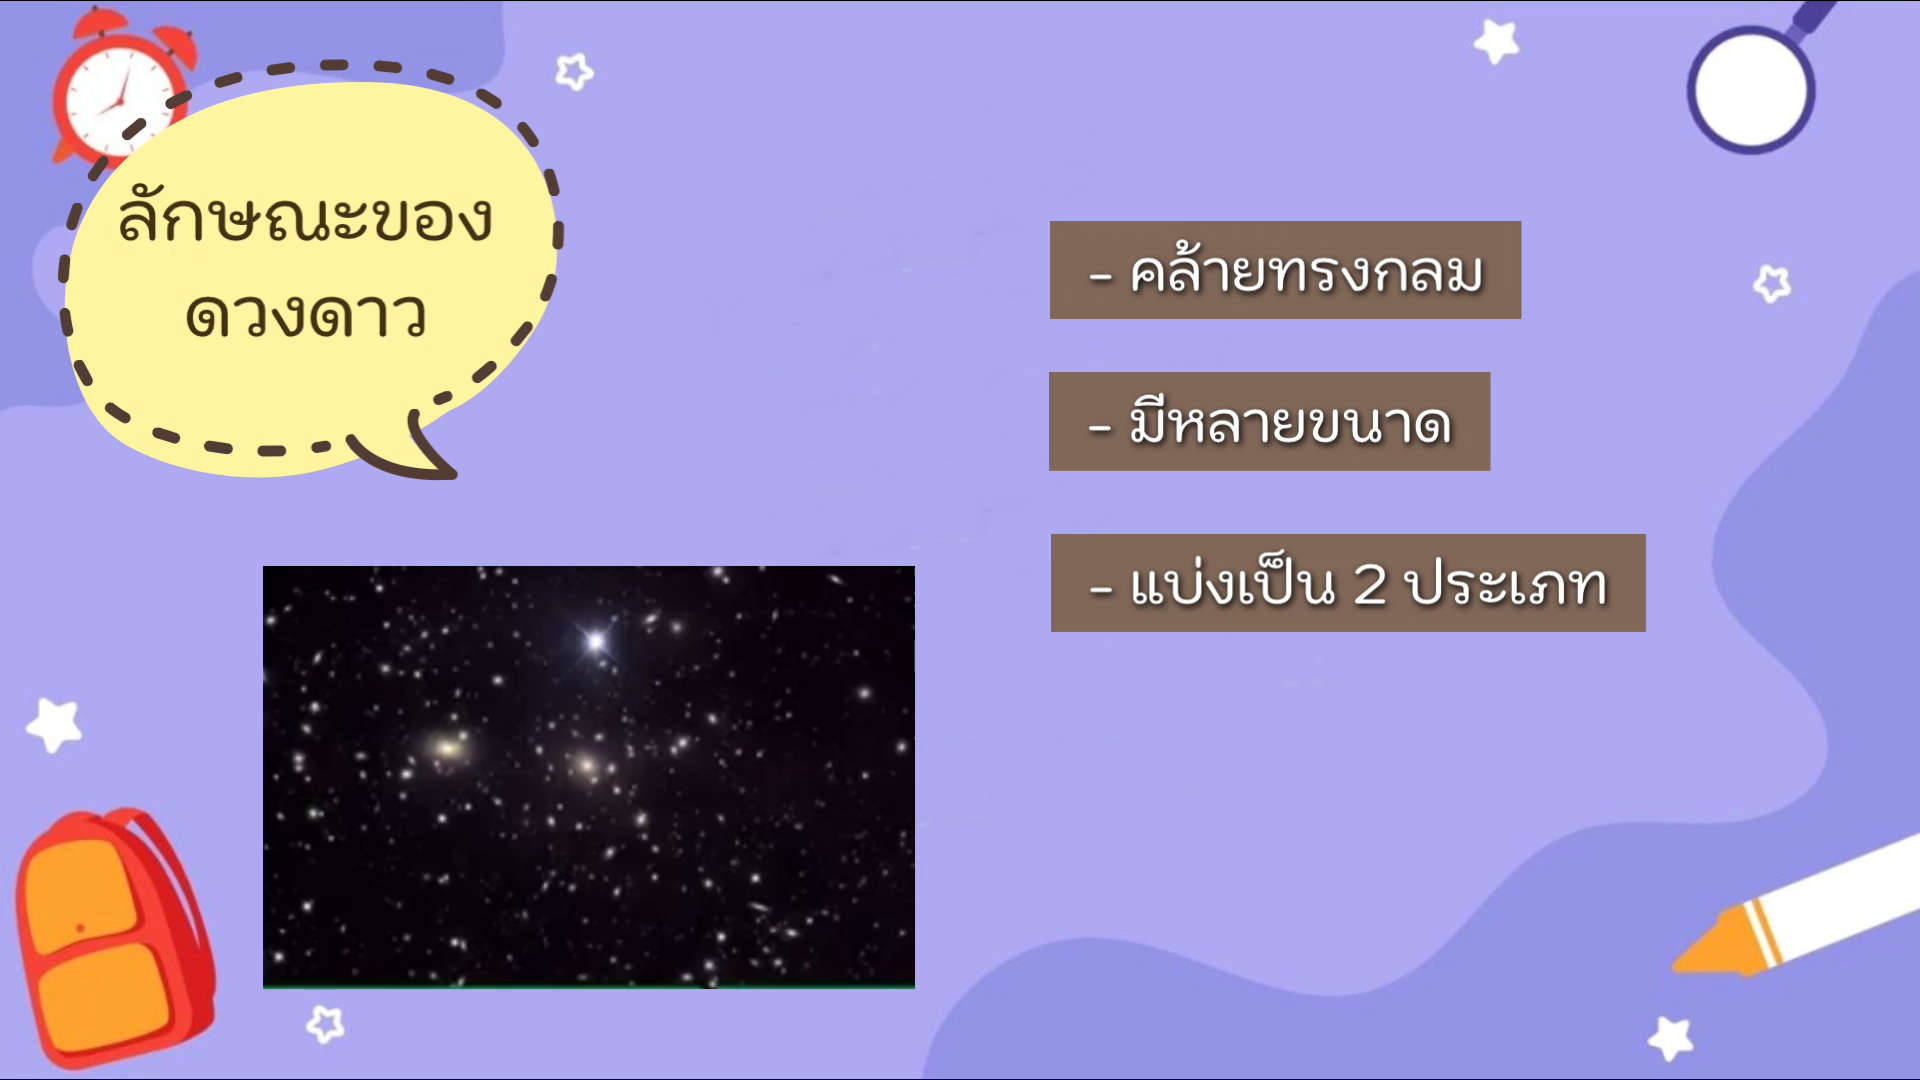 ลักษณะของ
ดวงดาว
- คล้ายทรงกลม
- มีหลายขนาด
- แบ่งเป็น 2 ประเภท